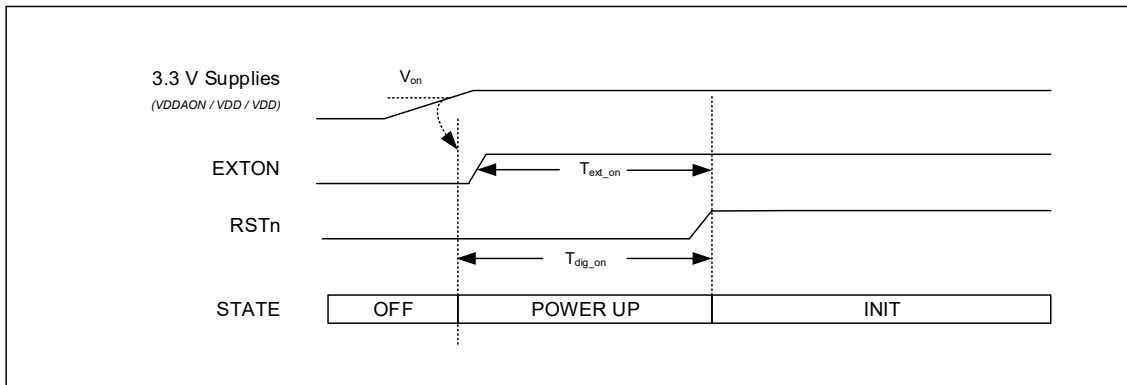 3.3 V Supplies
(VDDAON / VDD / VDD)
Von
EXTON
Text_on
RSTn
Tdig_on
STATE
OFF
POWER UP
INIT